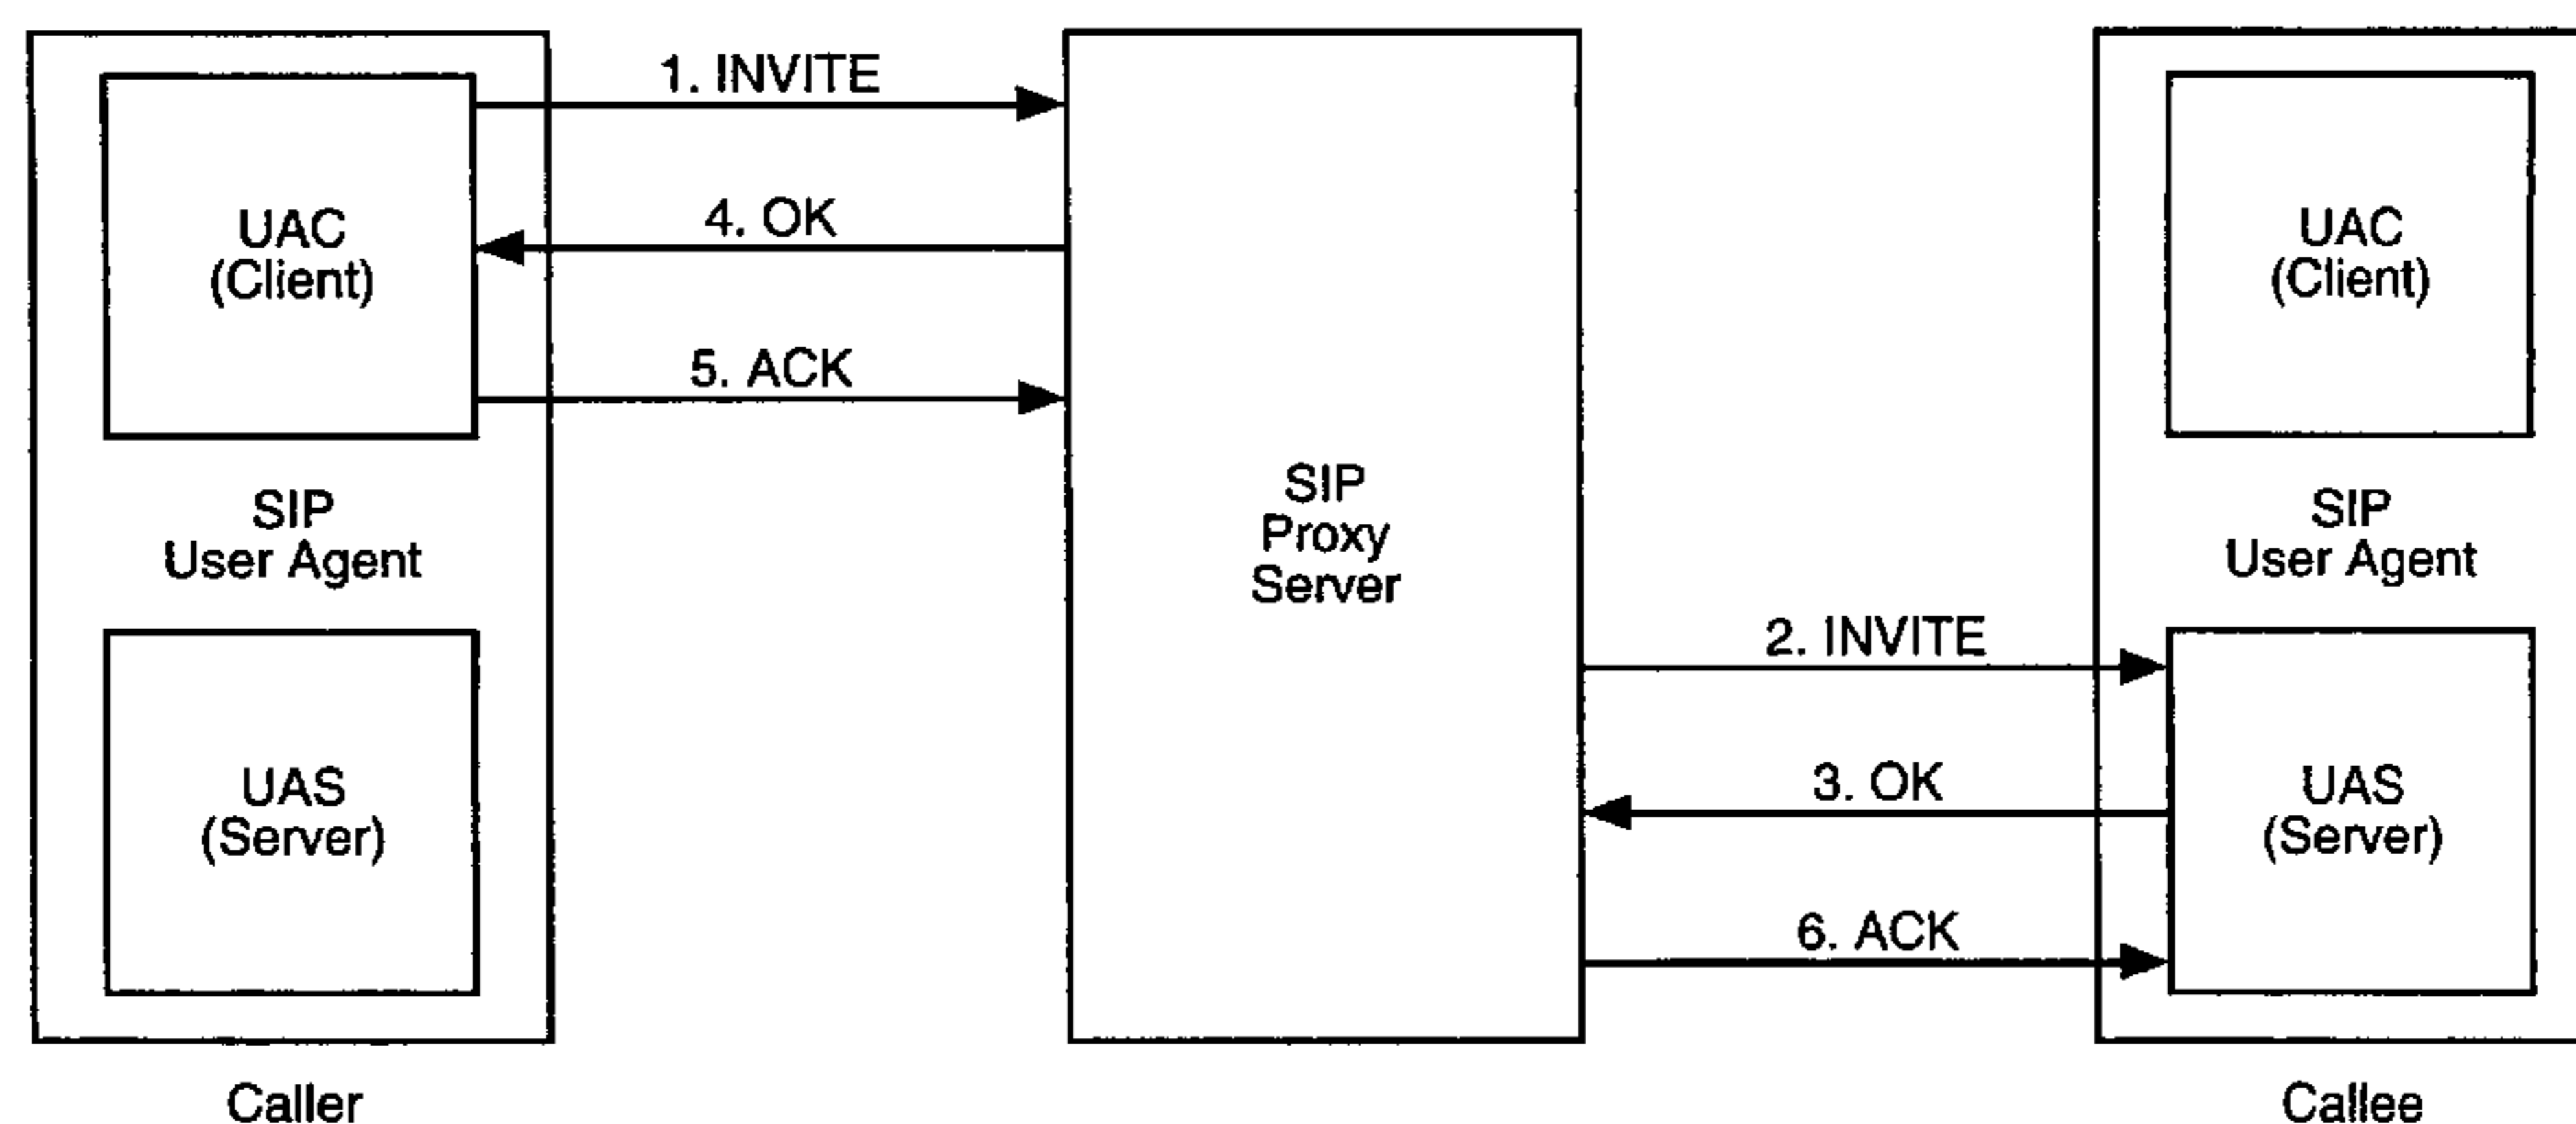 1. INVITE
4. OK
5. ACK
UAC
(Client)
SIP
User Agent
UAS
(Server)
Caller
SIP
Proxy
Server
2. INVITE
3. OK
6. ACK
UAC
(Client)
SIP
User Agent
UAS
(Server)
Callee